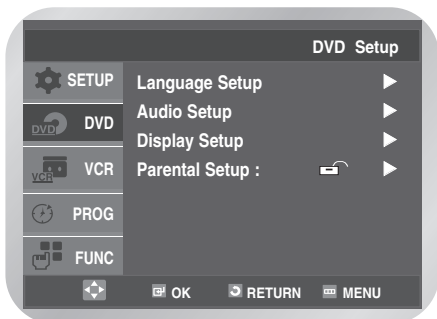 DVD Setup
SETUP
Language Setup
Audio Setup
DVD DVD
Display Setup
VCR VCR
Parental Setup :
PROG
FUNC
OK RETURN MENU